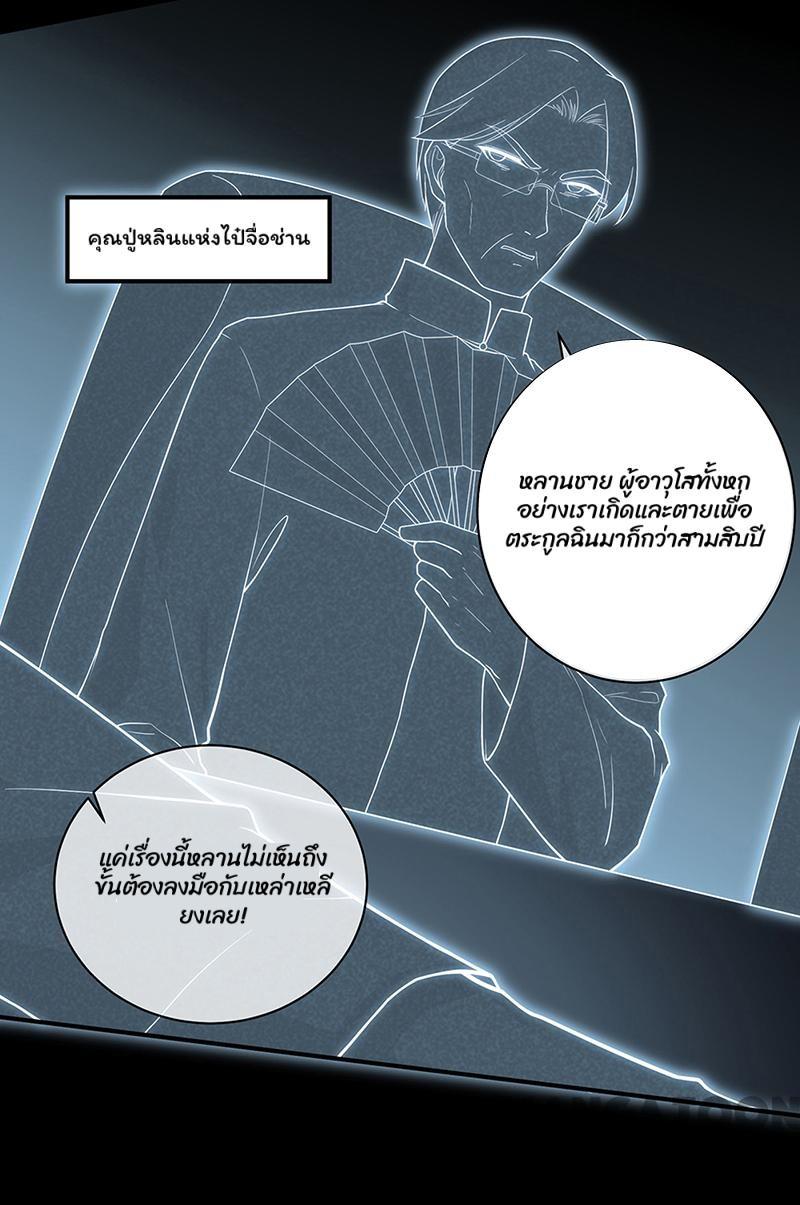 คุณปู่หลินแห่งไป๋จื่อช่าน
หลานชาย ผู้อาวุโสทั้งหก
อย่างเราเกิดและตายเพื่อ
ตระกูลฉินมาก็กว่าสามสิบปี
แค่เรื่องนี้หลานไม่เห็นถึง
ขั้นต้องลงมือกับเหล่าเหลี
ยงเลย!
MANGATOON